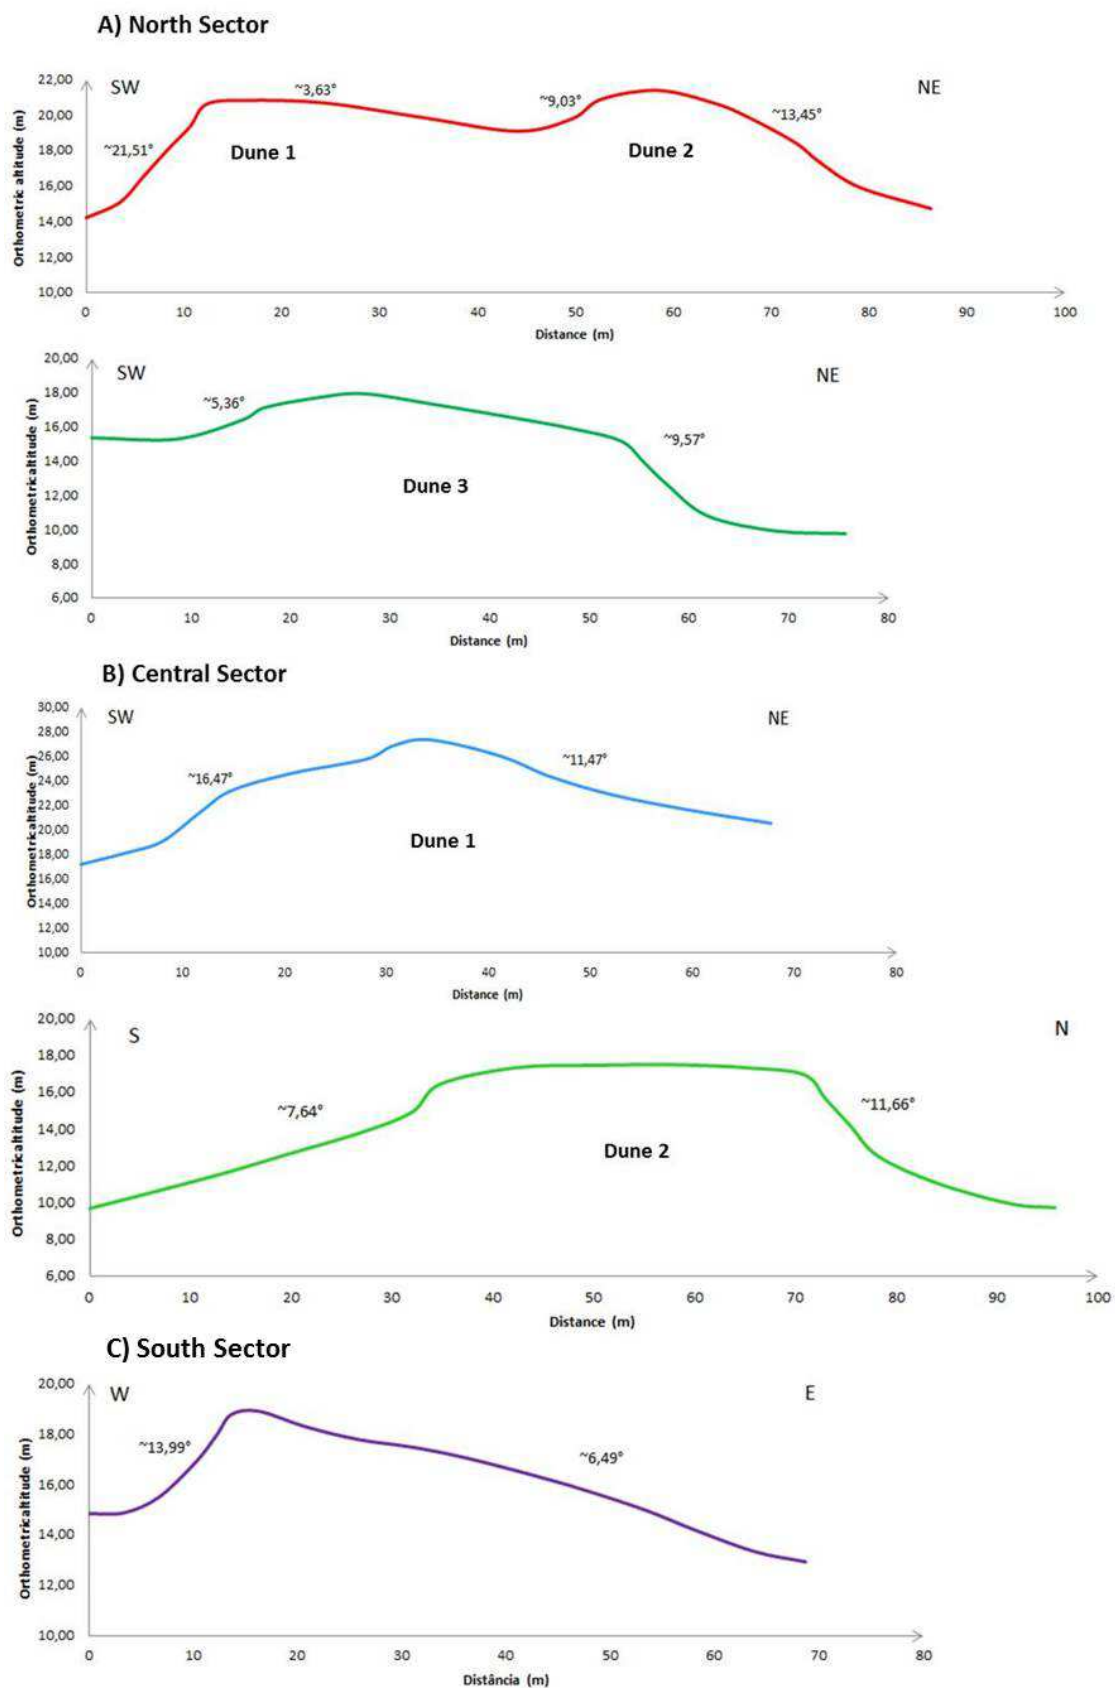 A) North Sector
22,00
20,00
18,00
16,00
14,00
12,00
10,00
Orthometric altitude (m)
SW
NE
~21,51°
~3,63°
~9,03°
~13,45°
Dune 1
Dune 2
0 10 20 30 40 50 60 70 80 90 100
Distance (m)
20,00
18,00
16,00
14,00
12,00
10,00
8,00
6,00
Orthometricaltitude (m)
SW
NE
~5,36°
~9,57°
Dune 3
0 10 20 30 40 50 60 70 80
Distance (m)
B) Central Sector
30,00
28,00
26,00
24,00
22,00
20,00
18,00
16,00
14,00
12,00
10,00
Orthometricaltitude (m)
SW
NE
~16,47°
~11,47°
Dune 1
0 10 20 30 40 50 60 70 80
Distance (m)
20,00
18,00
16,00
14,00
12,00
10,00
8,00
6,00
Orthometricaltitude (m)
S
N
~7,64°
~11,66°
Dune 2
0 10 20 30 40 50 60 70 80 90 100
Distance (m)
C) South Sector
20,00
18,00
16,00
14,00
12,00
10,00
Orthometricaltitude (m)
W
E
~13,99°
~6,49°
0 10 20 30 40 50 60 70 80
Distância (m)